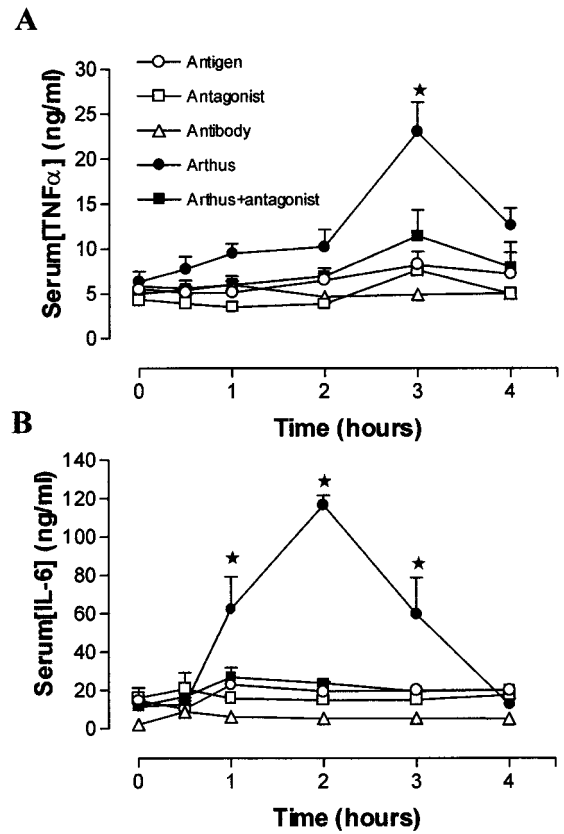 A
Serum[TNFα] (ng/ml)
30
25
20
15
10
5
0
Antigen
Antagonist
Antibody
Arthus
Arthus+antagonist
★
0 1 2 3 4
Time (hours)
B
Serum[IL-6] (ng/ml)
140
120
100
80
60
40
20
0
★ ★ ★
0 1 2 3 4
Time (hours)